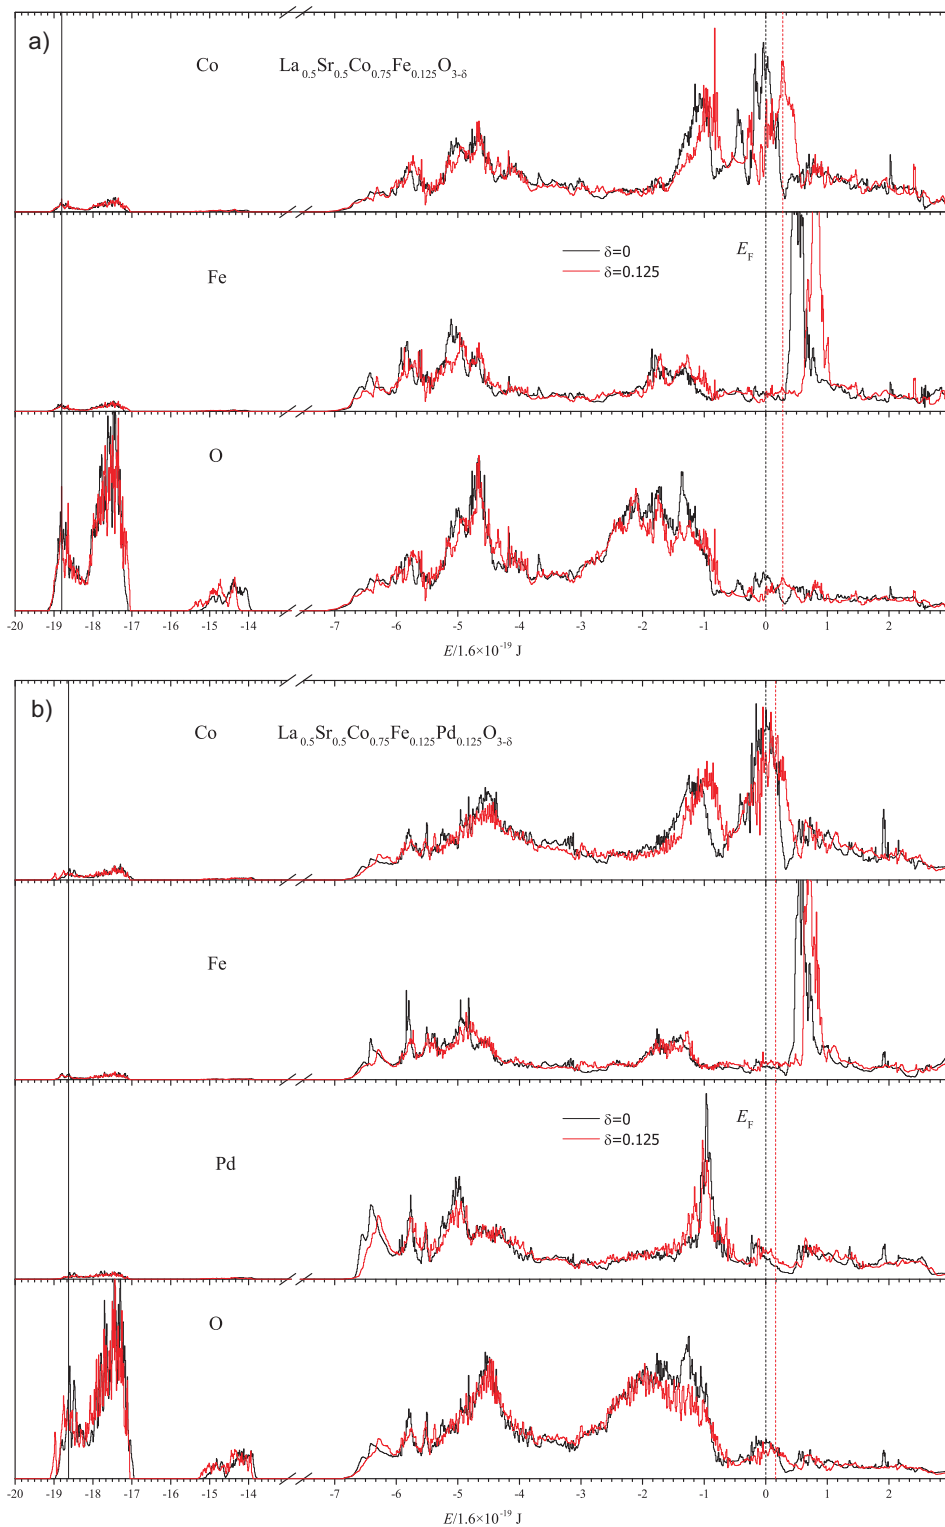 a)
Co La0.5Sr0.5Co0.75Fe0.125O3-δ
Fe
δ=0
δ=0.125
EF
O
-20 -19 -18 -17 -16 -15 -14 -7 -6 -5 -4 -3 -2 -1 0 1 2
E/1.6×10-19 J
b)
Co La0.5Sr0.5Co0.75Fe0.125Pd0.125O3-δ
Fe
δ=0
δ=0.125
EF
Pd
O
-20 -19 -18 -17 -16 -15 -14 -7 -6 -5 -4 -3 -2 -1 0 1 2
E/1.6×10-19 J